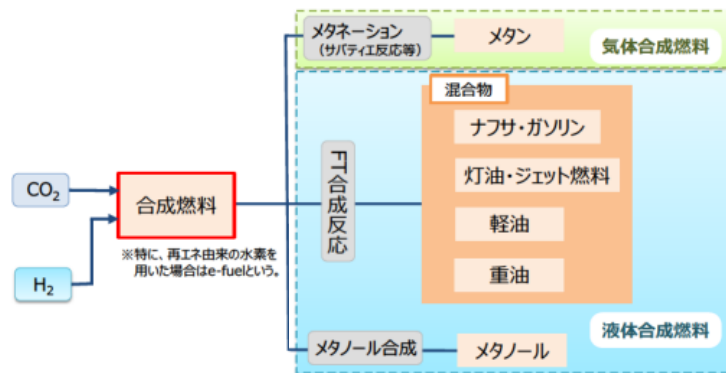 CO₂
H₂
合成燃料
※特に、再エネ由来の水素を
用いた場合はe-fuelという。
メタネーション
(サバティエ反応等)
メタン
気体合成燃料
FT合成反応
混合物
ナフサ・ガソリン
灯油・ジェット燃料
軽油
重油
メタノール合成
メタノール
液体合成燃料